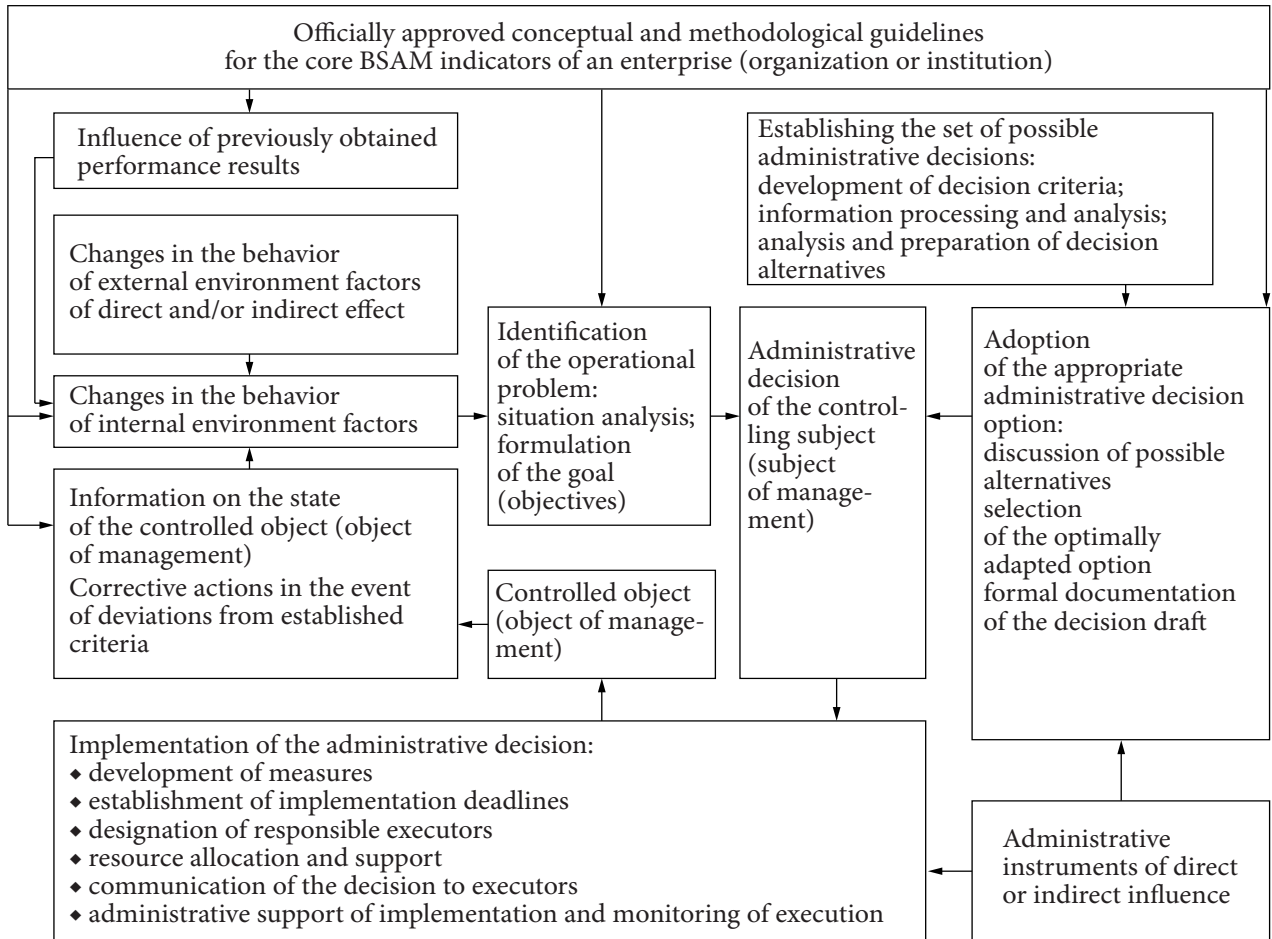 Officially approved conceptual and methodological guidelines
for the core BSAM indicators of an enterprise (organization or institution)
Influence of previously obtained
performance results
Establishing the set of possible
administrative decisions:
development of decision criteria;
information processing and analysis;
analysis and preparation of decision
alternatives
Changes in the behavior
of external environment factors
of direct and/or indirect effect
Changes in the behavior
of internal environment factors
Identification
of the operational
problem:
situation analysis;
formulation
of the goal
(objectives)
Administrative
decision
of the control-
ling subject
(subject
of manage-
ment)
Adoption
of the appropriate
administrative decision
option:
discussion of possible
alternatives
selection
of the optimally
adapted option
formal documentation
of the decision draft
Information on the state
of the controlled object (object
of management)
Corrective actions in the event
of deviations from established
criteria
Controlled object
(object of manage-
ment)
Implementation of the administrative decision:
◆ development of measures
◆ establishment of implementation deadlines
◆ designation of responsible executors
◆ resource allocation and support
◆ communication of the decision to executors
◆ administrative support of implementation and monitoring of execution
Administrative
instruments of direct
or indirect influence